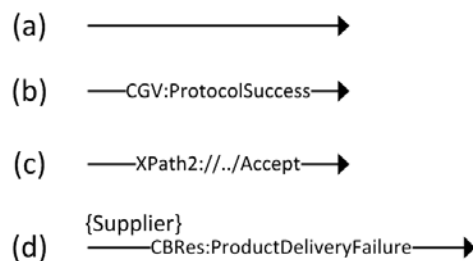 (a)
(b) CGV:ProtocolSuccess
(c) XPath2://../Accept
{Supplier}
(d) CBRes:ProductDeliveryFailure